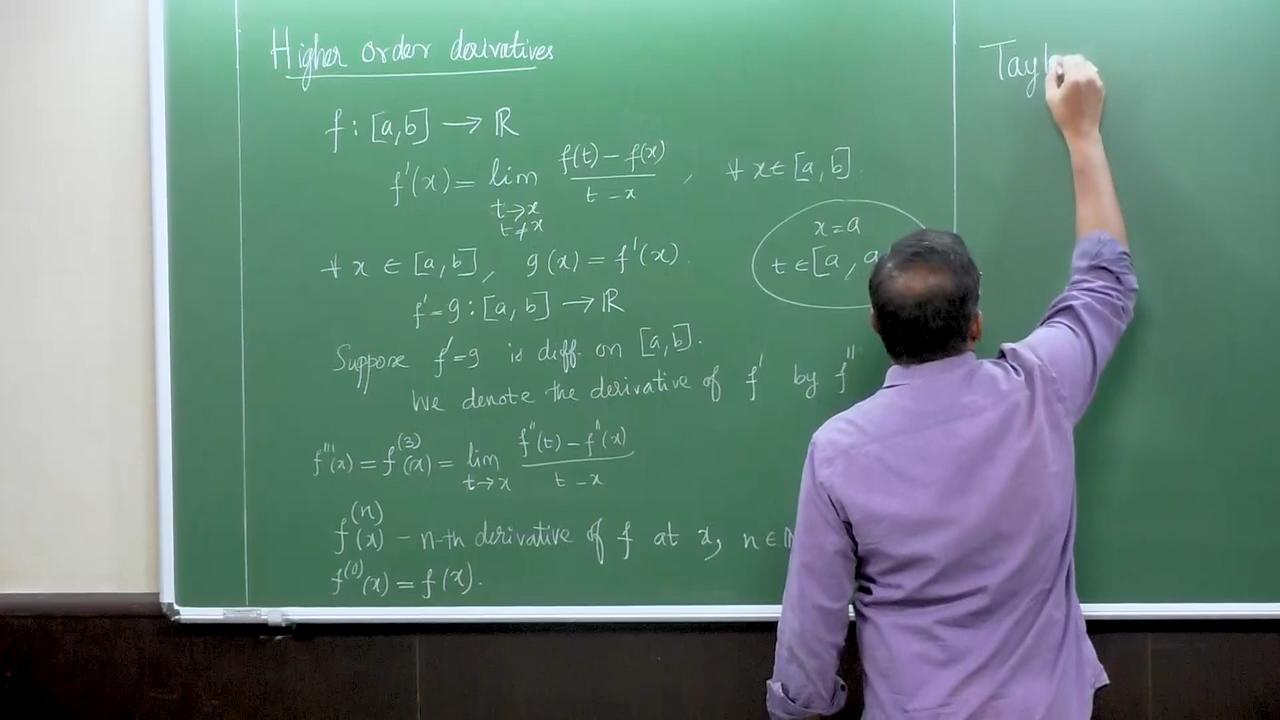 Higher order derivatives
f : [a,b] → ℝ
f'(x) = lim_{t→x, t≠x} (f(t) − f(x))/(t − x) , ∀ x ∈ [a, b].
x = a
t ∈ [a, a
∀ x ∈ [a, b], g(x) = f'(x).
f' = g : [a, b] → ℝ
Suppose f' = g is diff. on [a, b].
We denote the derivative of f' by f''
f'''(x) = f^{(3)}(x) = lim_{t→x} (f''(t) − f''(x))/(t − x)
f^{(n)}(x) − n-th derivative of f at x, n ∈
f^{(0)}(x) = f(x).
Tayl